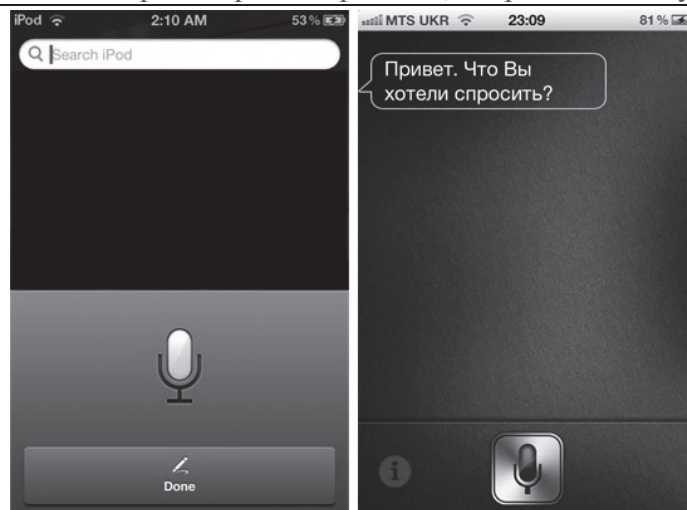 iPod 2:10 AM 53%
Search iPod
Done
MTS UKR 23:09 81%
Привет. Что Вы
хотели спросить?
i